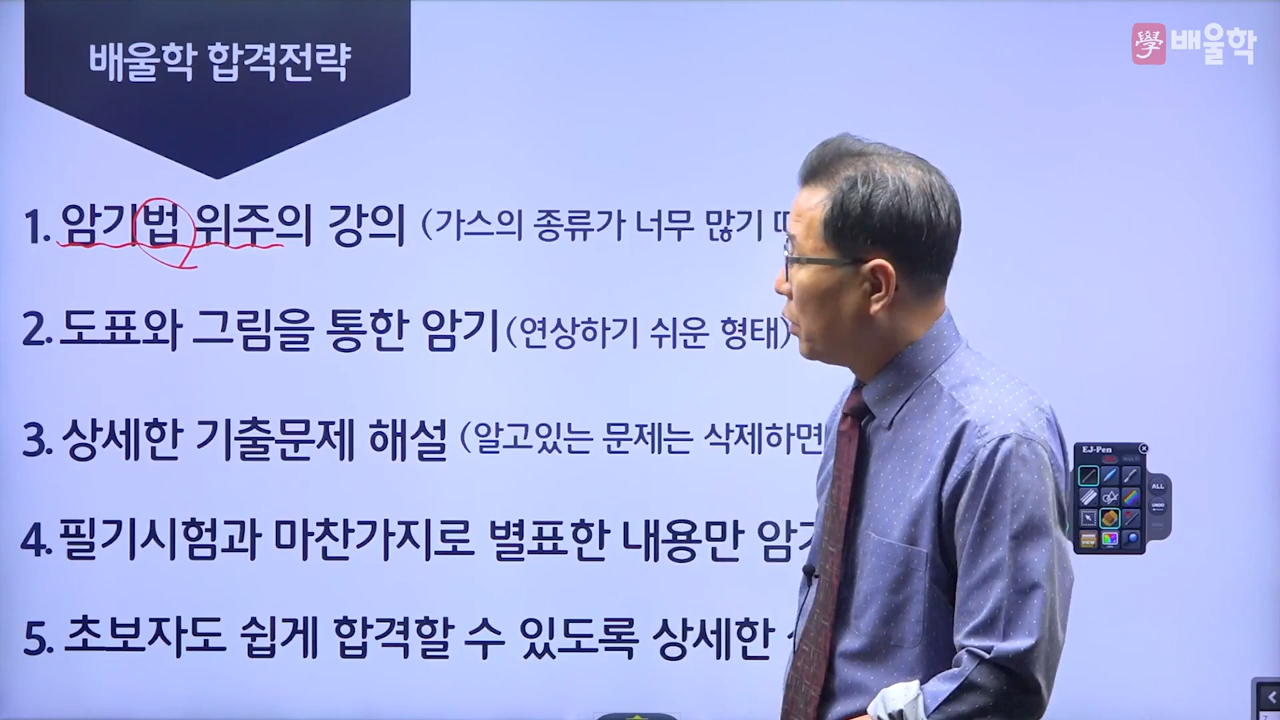 배울학 합격전략
學 배울학
1. 암기법 위주의 강의 (가스의 종류가 너무 많기
2. 도표와 그림을 통한 암기(연상하기 쉬운 형태)
3. 상세한 기출문제 해설 (알고있는 문제는 삭제하면
4. 필기시험과 마찬가지로 별표한 내용만
5. 초보자도 쉽게 합격할 수 있도록 상세한
EJ-Pen
ALL
UNDO